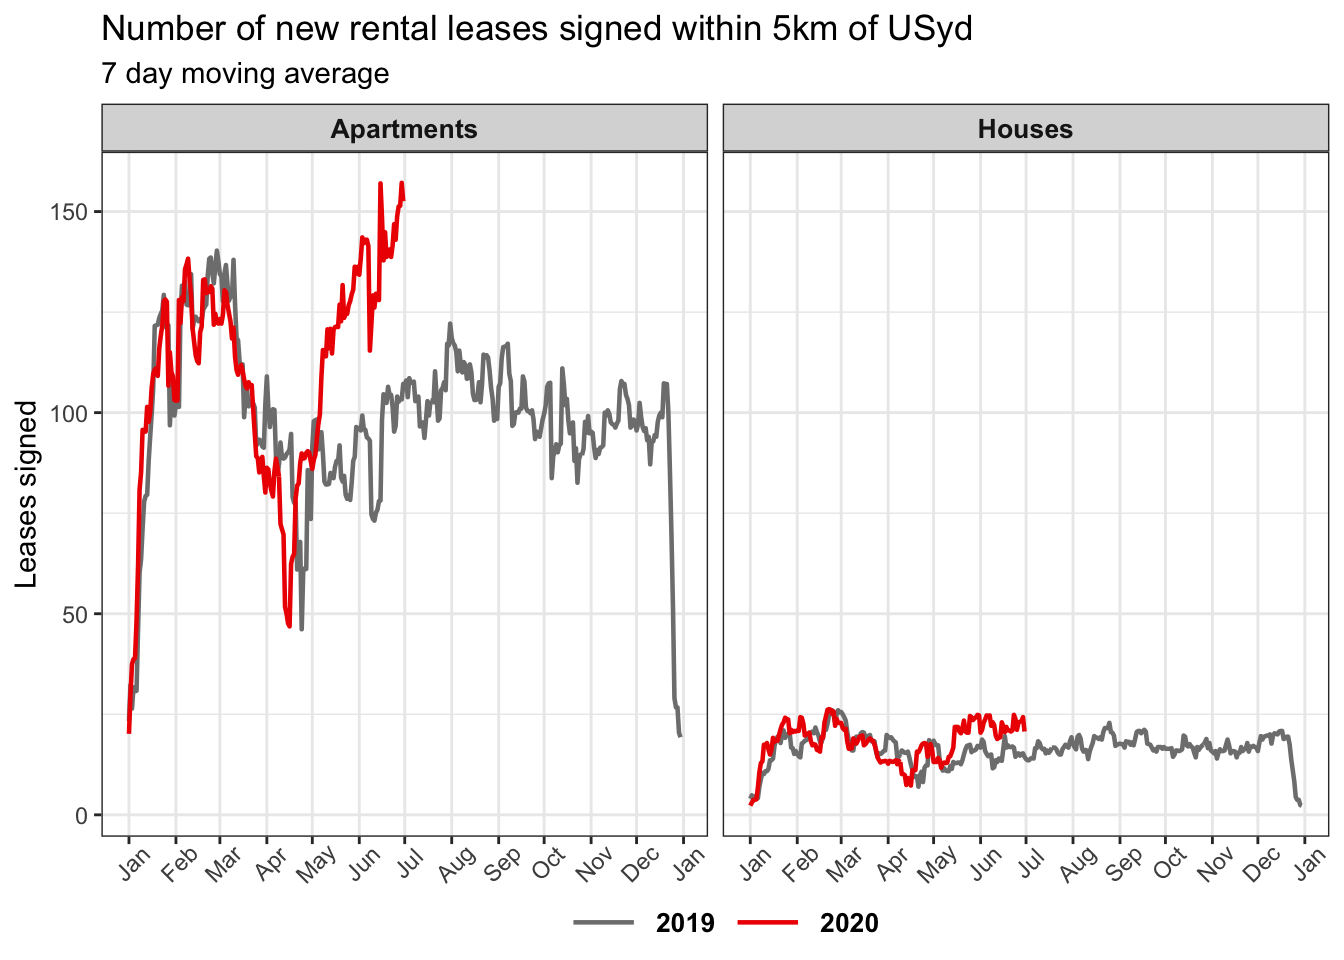 Number of new rental leases signed within 5km of USyd
7 day moving average
Apartments
Houses
Leases signed
150
100
50
0
Jan Feb Mar Apr May Jun Jul Aug Sep Oct Nov Dec Jan
Jan Feb Mar Apr May Jun Jul Aug Sep Oct Nov Dec Jan
2019 2020